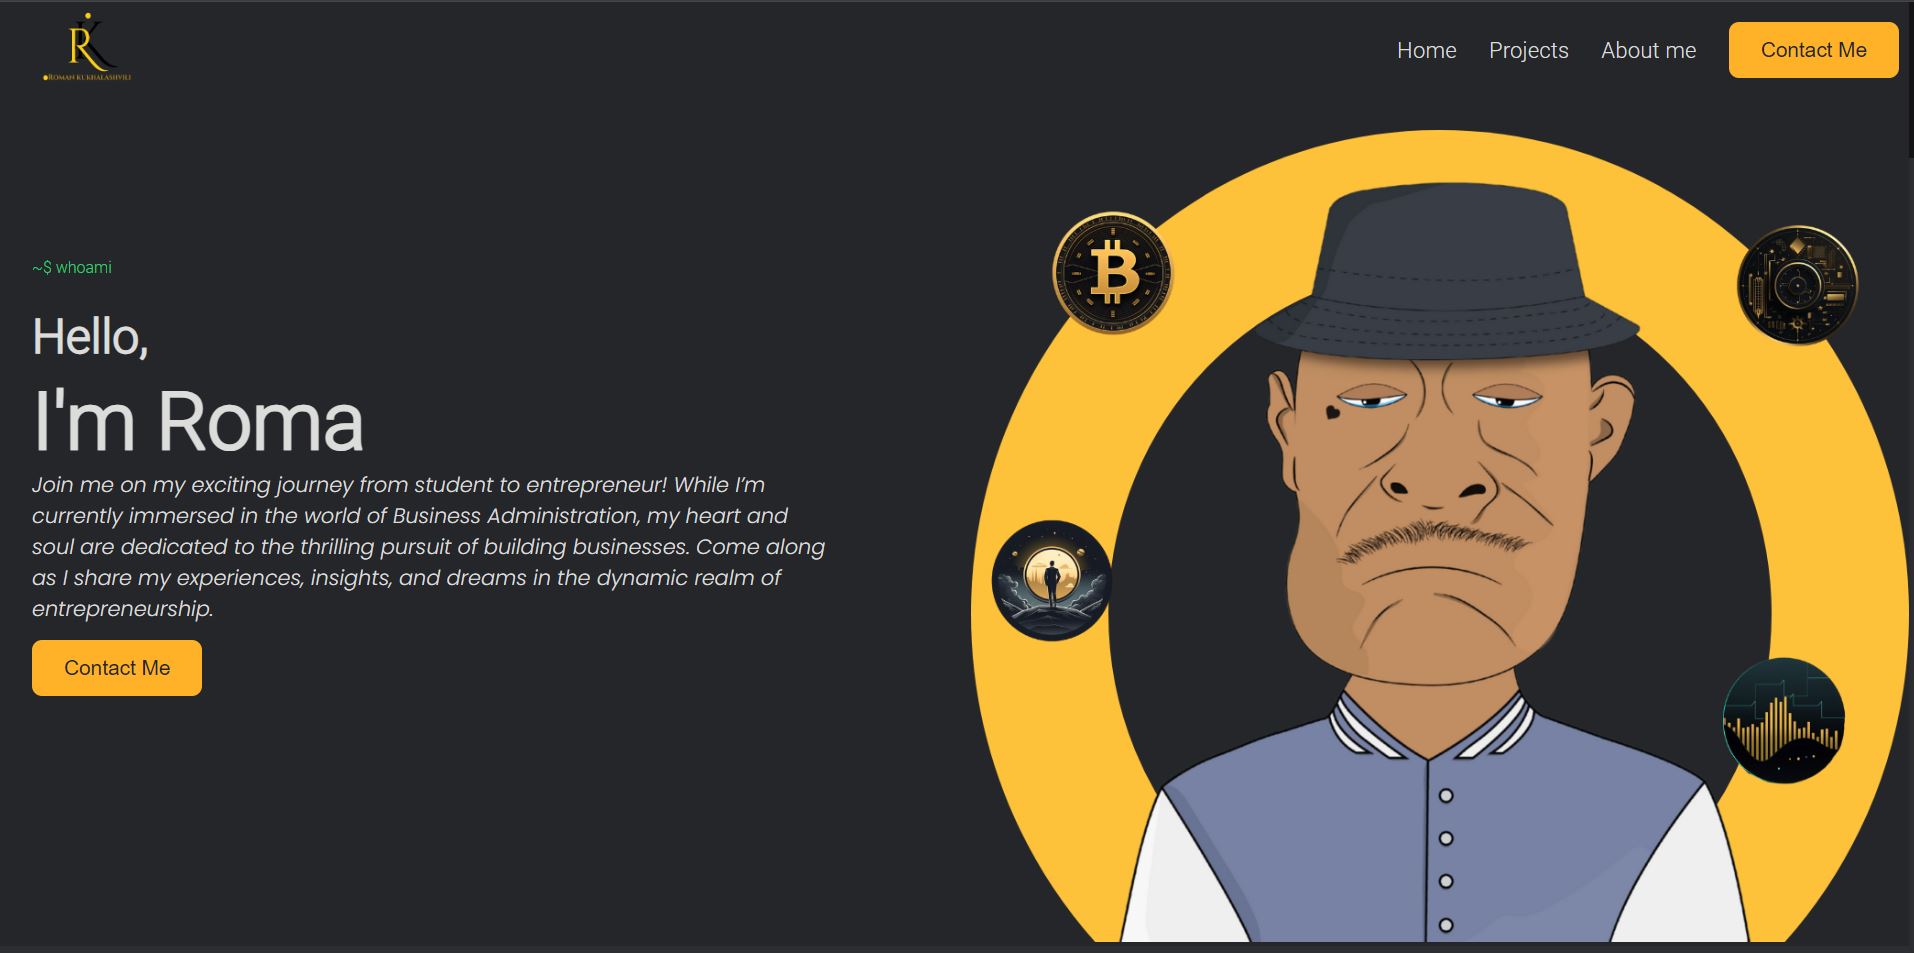 ROMAN KUKHALASHVILI
Home Projects About me Contact Me
~$ whoami
Hello,
I'm Roma
Join me on my exciting journey from student to entrepreneur! While I’m
currently immersed in the world of Business Administration, my heart and
soul are dedicated to the thrilling pursuit of building businesses. Come along
as I share my experiences, insights, and dreams in the dynamic realm of
entrepreneurship.
Contact Me